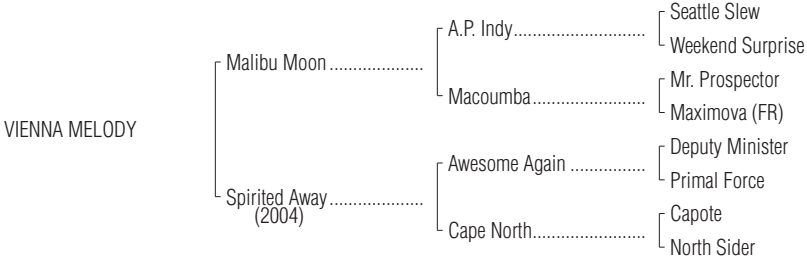 Seattle Slew
A.P. Indy..............................
Weekend Surprise
Malibu Moon .....................
Mr. Prospector
Macoumba..........................
Maximova (FR)
VIENNA MELODY
Deputy Minister
Awesome Again .................
Primal Force
Spirited Away.....................
(2004)
Capote
Cape North..........................
North Sider